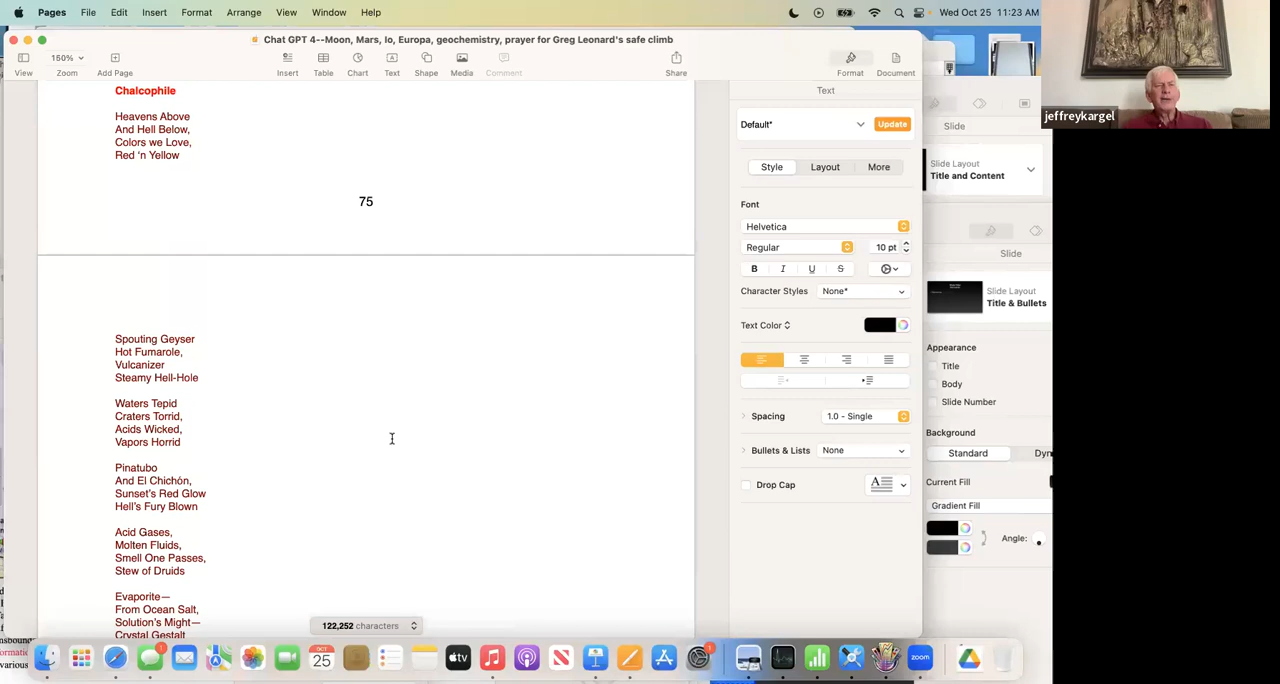 Pages File Edit Insert Format Arrange View Window Help
Wed Oct 25 11:23 AM
Chat GPT 4--Moon, Mars, Io, Europa, geochemistry, prayer for Greg Leonard's safe climb
150%
View Zoom Add Page Insert Table Chart Text Shape Media Comment Share Format Document
Chalcophile
Heavens Above
And Hell Below,
Colors we Love,
Red 'n Yellow
75
Spouting Geyser
Hot Fumarole,
Vulcanizer
Steamy Hell-Hole
Waters Tepid
Craters Torrid,
Acids Wicked,
Vapors Horrid
Pinatubo
And El Chichón,
Sunset's Red Glow
Hell's Fury Blown
Acid Gases,
Molten Fluids,
Smell One Passes,
Stew of Druids
Evaporite—
From Ocean Salt,
Solution's Might—
Crystal Gestalt
122,252 characters
Text
Default*
Update
Style Layout More
Font
Helvetica
Regular 10 pt
B I U S
Character Styles None*
Text Color
Spacing 1.0 - Single
Bullets & Lists None
Drop Cap
Slide
Slide Layout
Title and Content
Slide
Slide Layout
Title & Bullets
Appearance
Title
Body
Slide Number
Background
Standard Dyn
Current Fill
Gradient Fill
Angle:
jeffreykargel
OCT
25
tv
zoom
various